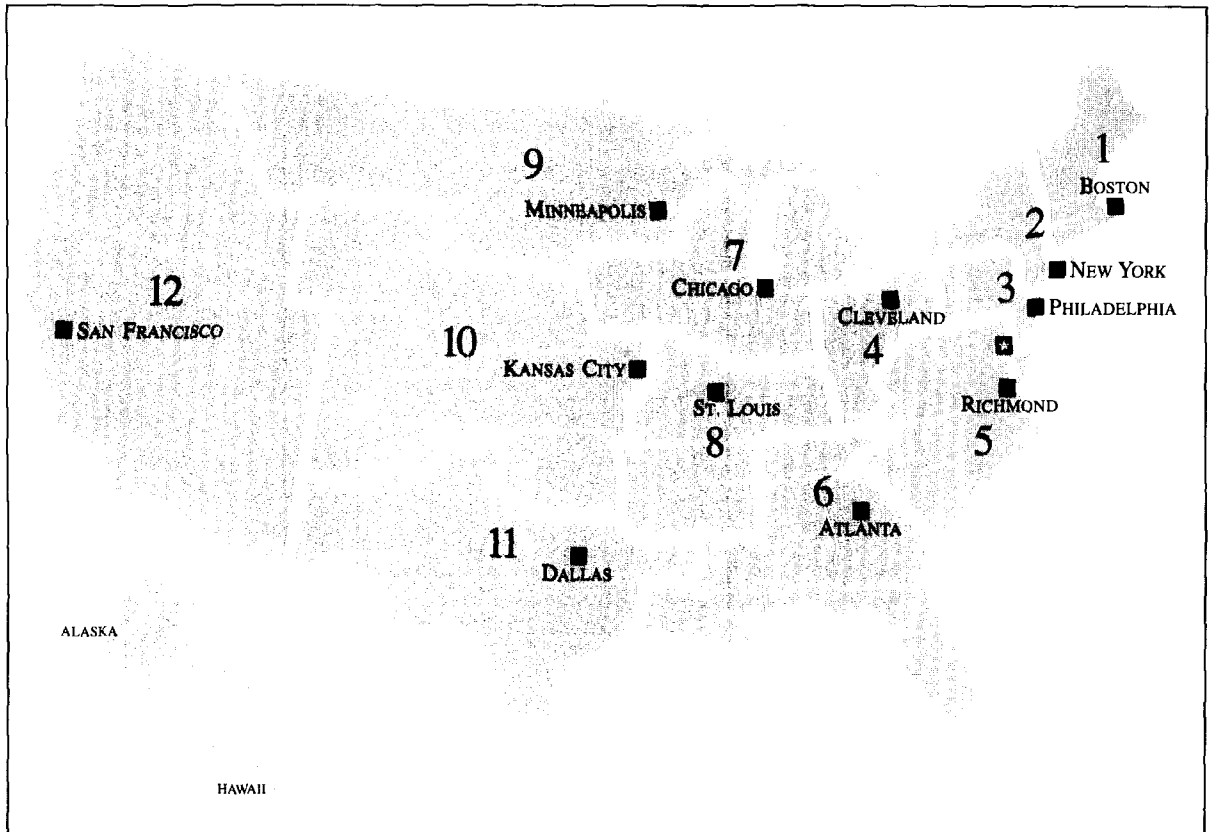 1
BOSTON
9
MINNEAPOLIS
2
7
CHICAGO
NEW YORK
12
SAN FRANCISCO
3
PHILADELPHIA
CLEVELAND
4
10
KANSAS CITY
ST. LOUIS
8
RICHMOND
5
6
ATLANTA
11
DALLAS
ALASKA
HAWAII